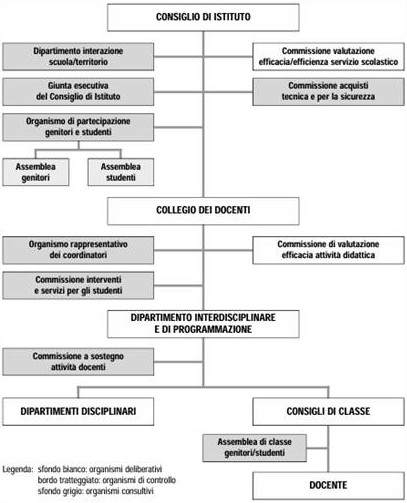 CONSIGLIO DI ISTITUTO
Dipartimento interazione
scuola/territorio
Commissione valutazione
efficacia/efficienza servizio scolastico
Giunta esecutiva
del Consiglio di Istituto
Commissione acquisti
tecnica e per la sicurezza
Organismo di partecipazione
genitori e studenti
Assemblea
genitori
Assemblea
studenti
COLLEGIO DEI DOCENTI
Organismo rappresentativo
dei coordinatori
Commissione di valutazione
efficacia attività didattica
Commissione interventi
e servizi per gli studenti
DIPARTIMENTO INTERDISCIPLINARE
E DI PROGRAMMAZIONE
Commissione a sostegno
attività docenti
DIPARTIMENTI DISCIPLINARI
CONSIGLI DI CLASSE
Assemblea di classe
genitori/studenti
DOCENTE
Legenda: sfondo bianco: organismi deliberativi
bordo tratteggiato: organismi di controllo
sfondo grigio: organismi consultivi